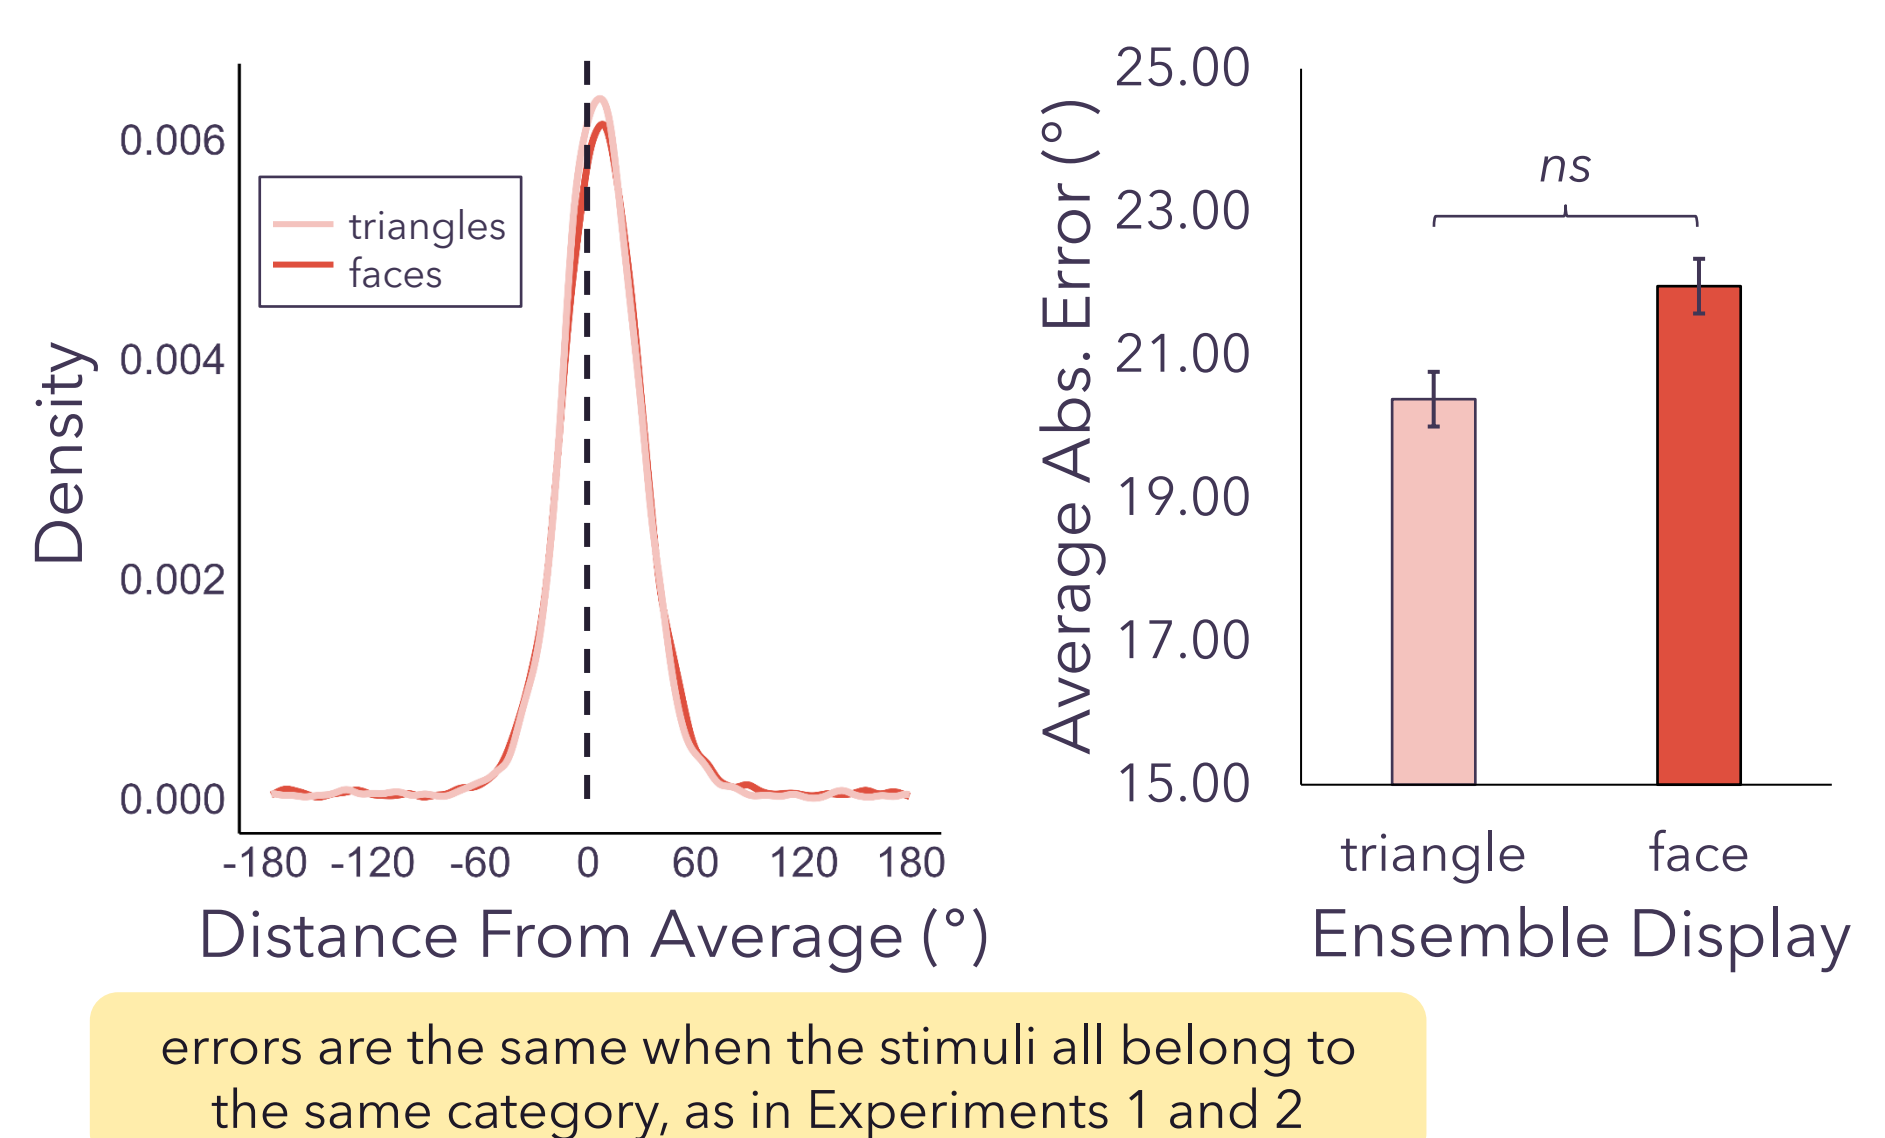 Density
0.006
0.004
0.002
0.000
triangles
faces
-180 -120 -60 0 60 120 180
Distance From Average (°)
Average Abs. Error (°)
25.00
23.00
21.00
19.00
17.00
15.00
ns
triangle face
Ensemble Display
errors are the same when the stimuli all belong to
the same category, as in Experiments 1 and 2